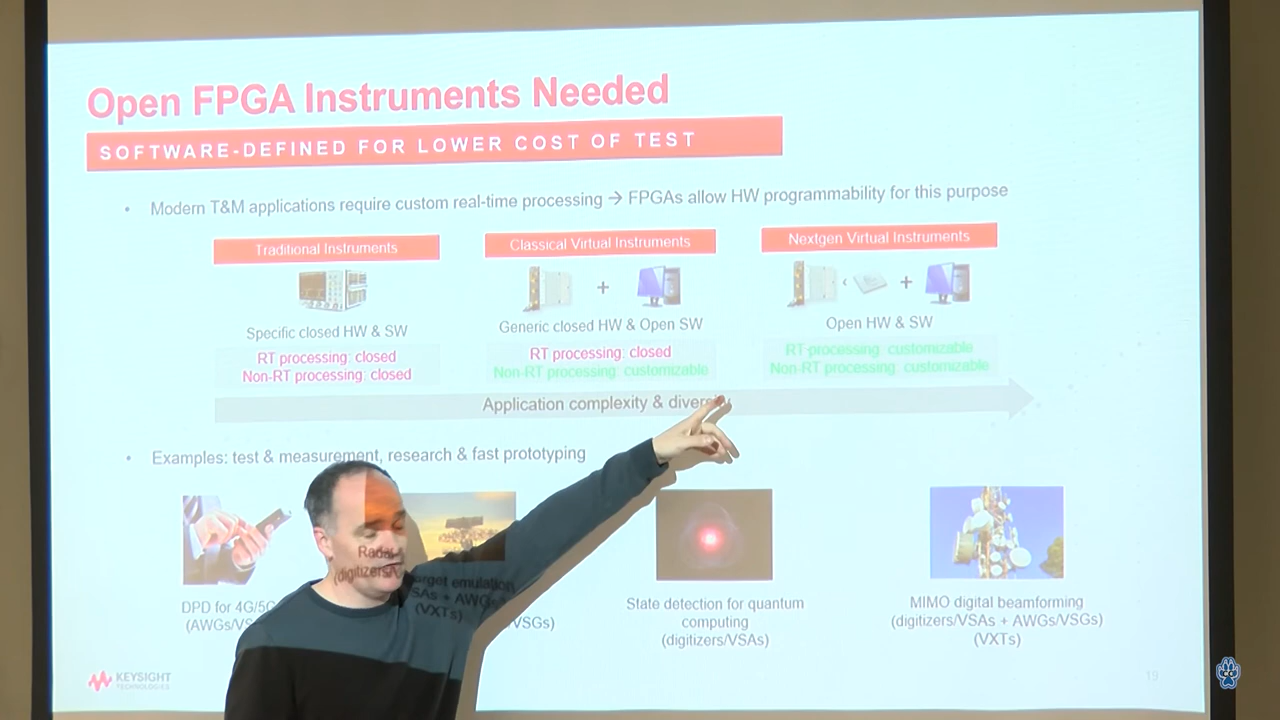 Open FPGA Instruments Needed
SOFTWARE-DEFINED FOR LOWER COST OF TEST
• Modern T&M applications require custom real-time processing → FPGAs allow HW programmability for this purpose
Traditional Instruments
Specific closed HW & SW
RT processing: closed
Non-RT processing: closed
Classical Virtual Instruments
+
Generic closed HW & Open SW
RT processing: closed
Non-RT processing: customizable
Nextgen Virtual Instruments
+
Open HW & SW
RT processing: customizable
Non-RT processing: customizable
Application complexity & diversity
• Examples: test & measurement, research & fast prototyping
DPD for 4G/5G
(AWGs/VS
Radar target emulation
(digitizers/VSAs + AWGs/VSGs)
(VXTs)
State detection for quantum
computing
(digitizers/VSAs)
MIMO digital beamforming
(digitizers/VSAs + AWGs/VSGs)
(VXTs)
KEYSIGHT
TECHNOLOGIES
19